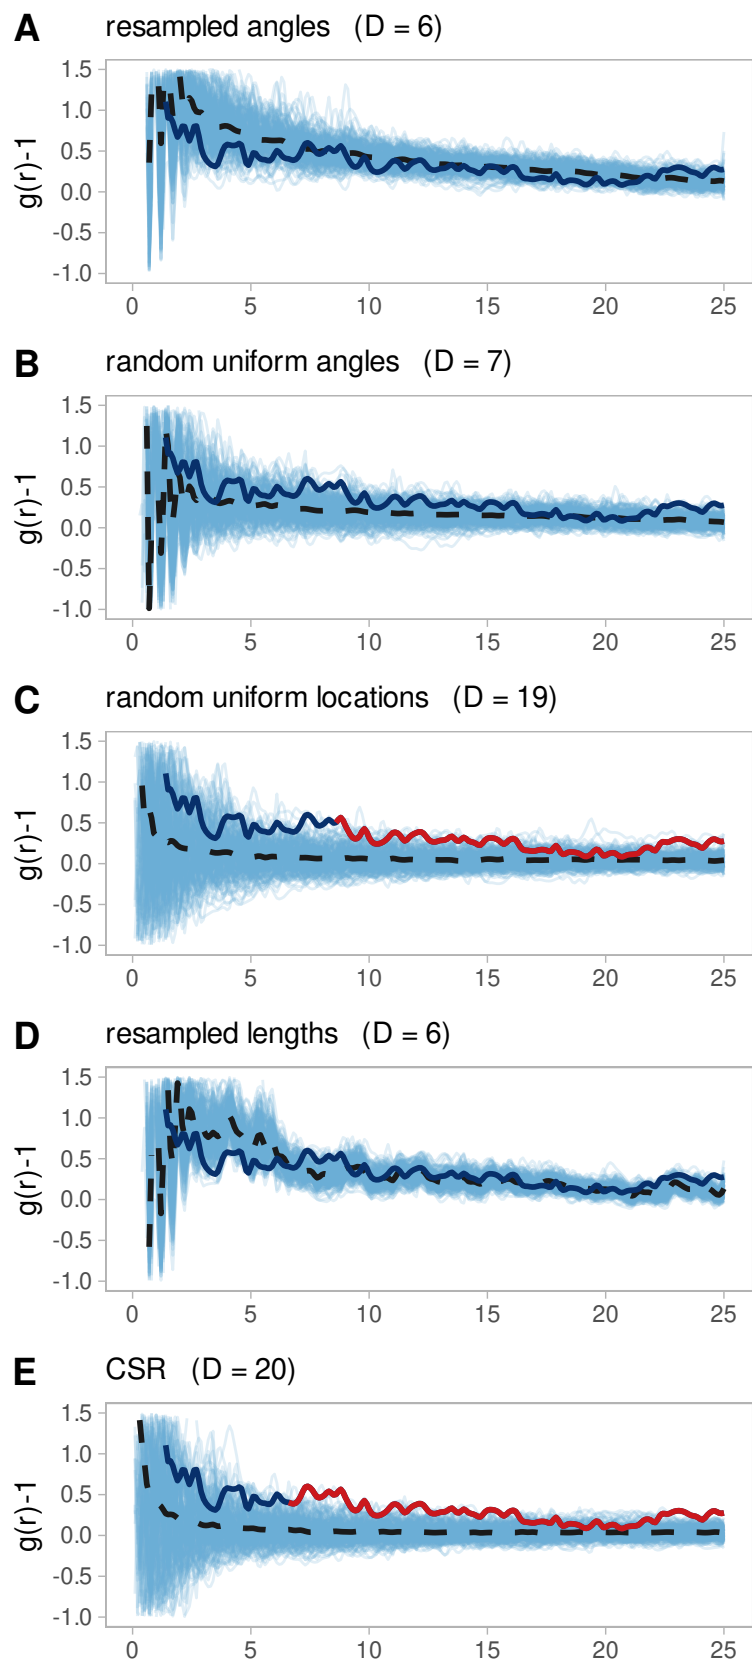 A resampled angles (D = 6)
g(r)-1
1.5
1.0
0.5
0.0
-0.5
-1.0
0 5 10 15 20 25
B random uniform angles (D = 7)
g(r)-1
1.5
1.0
0.5
0.0
-0.5
-1.0
0 5 10 15 20 25
C random uniform locations (D = 19)
g(r)-1
1.5
1.0
0.5
0.0
-0.5
-1.0
0 5 10 15 20 25
D resampled lengths (D = 6)
g(r)-1
1.5
1.0
0.5
0.0
-0.5
-1.0
0 5 10 15 20 25
E CSR (D = 20)
g(r)-1
1.5
1.0
0.5
0.0
-0.5
-1.0
0 5 10 15 20 25